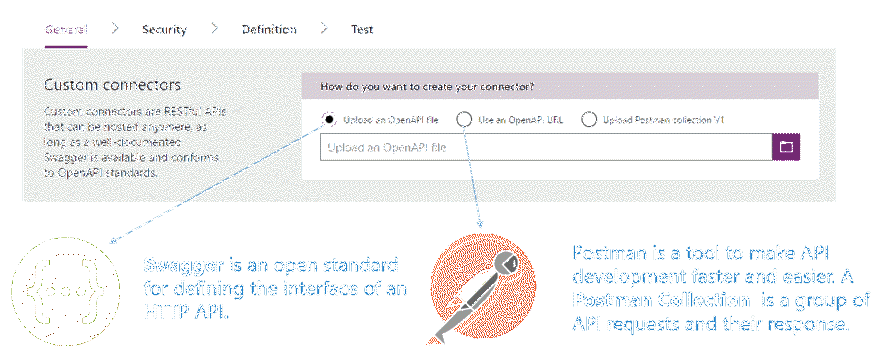 General > Security > Definition > Test
Custom connectors
Custom connectors are RESTful APIs
that can be hosted anywhere, as
long as a well-documented
Swagger is available and conforms
to OpenAPI standards.
How do you want to create your connector?
Upload an OpenAPI file
Use an OpenAPI URL
Upload Postman collection V1
Upload an OpenAPI file
{...}
Swagger is an open standard
for defining the interface of an
HTTP API.
Postman is a tool to make API
development faster and easier. A
Postman Collection is a group of
API requests and their response.